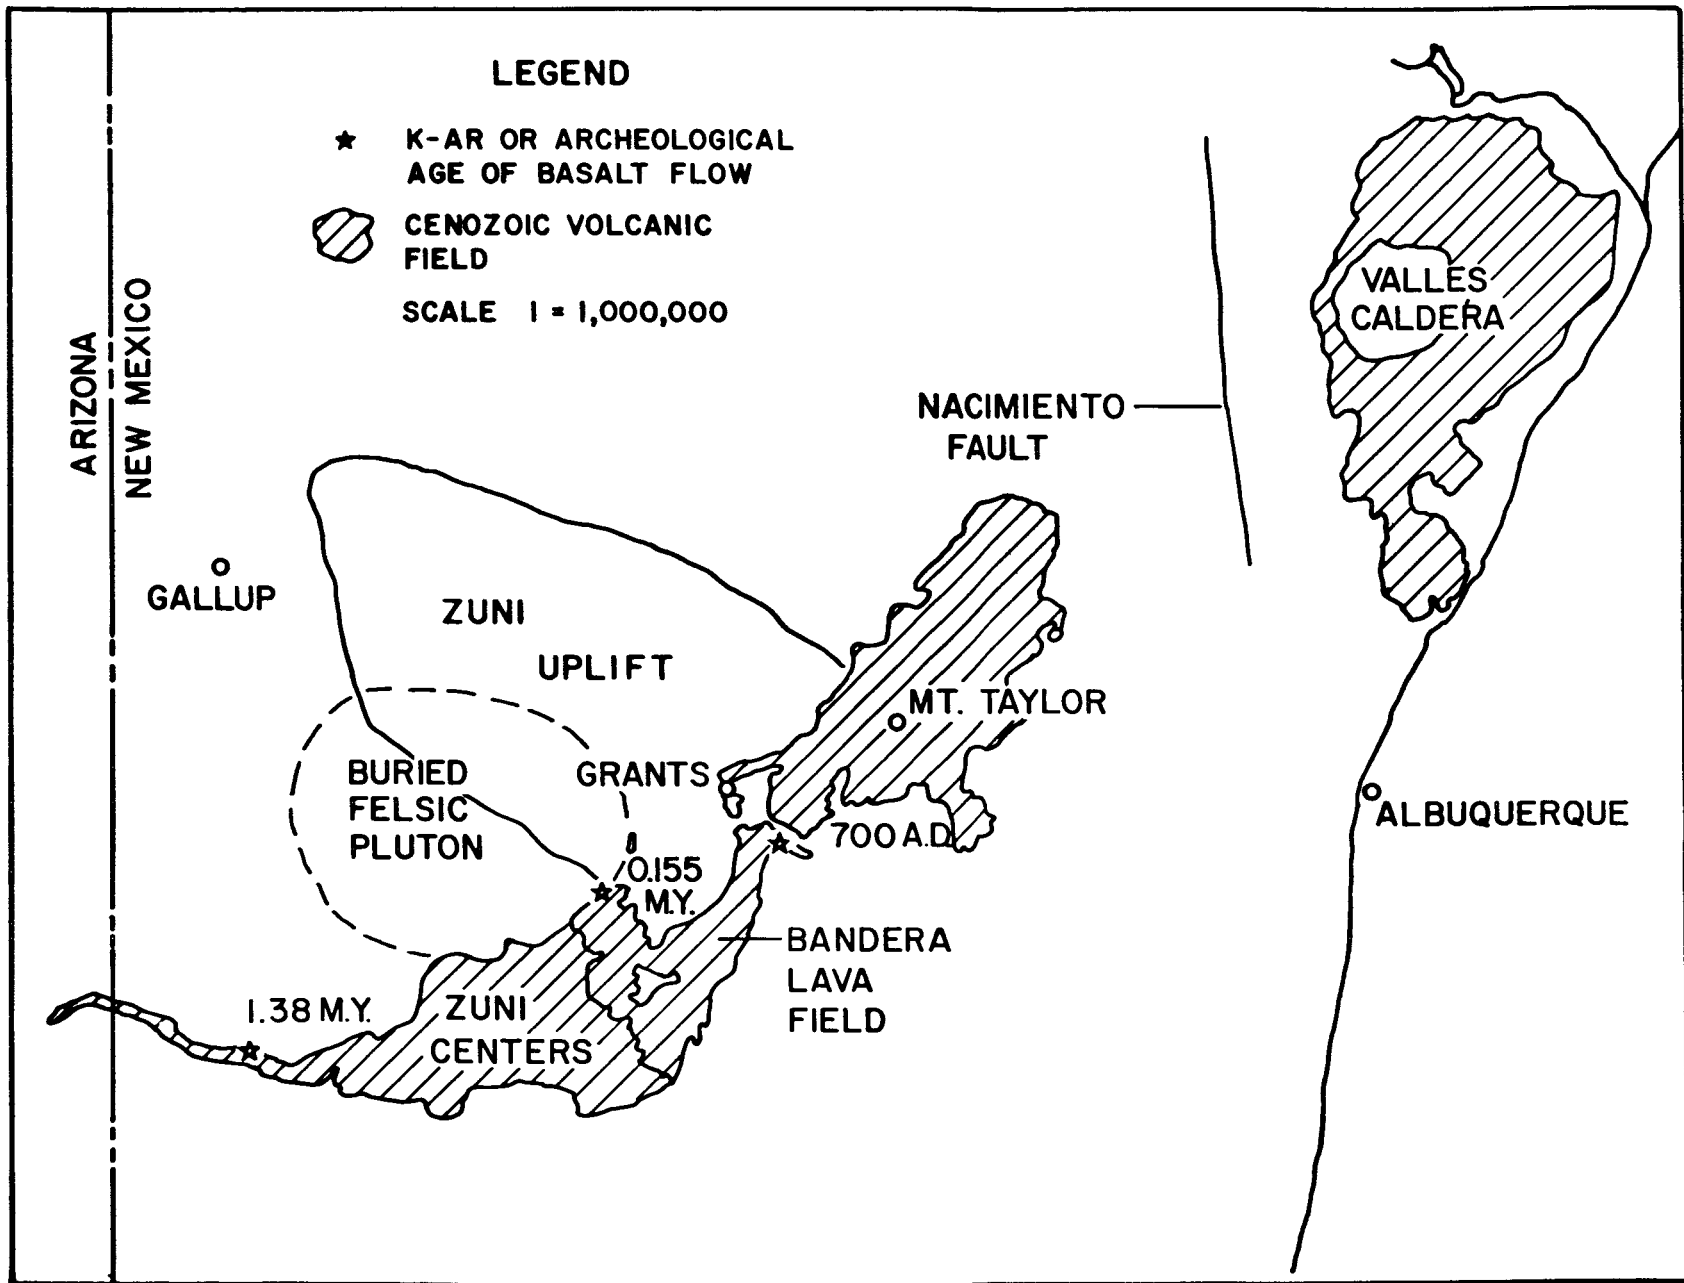 LEGEND
K-AR OR ARCHEOLOGICAL
AGE OF BASALT FLOW
CENOZOIC VOLCANIC
FIELD
SCALE 1 = 1,000,000
ARIZONA
NEW MEXICO
VALLES
CALDERA
NACIMIENTO
FAULT
GALLUP
ZUNI
UPLIFT
MT. TAYLOR
BURIED
FELSIC
PLUTON
GRANTS
ALBUQUERQUE
700 A.D.
0.155
M.Y.
BANDERA
LAVA
FIELD
1.38 M.Y.
ZUNI
CENTERS